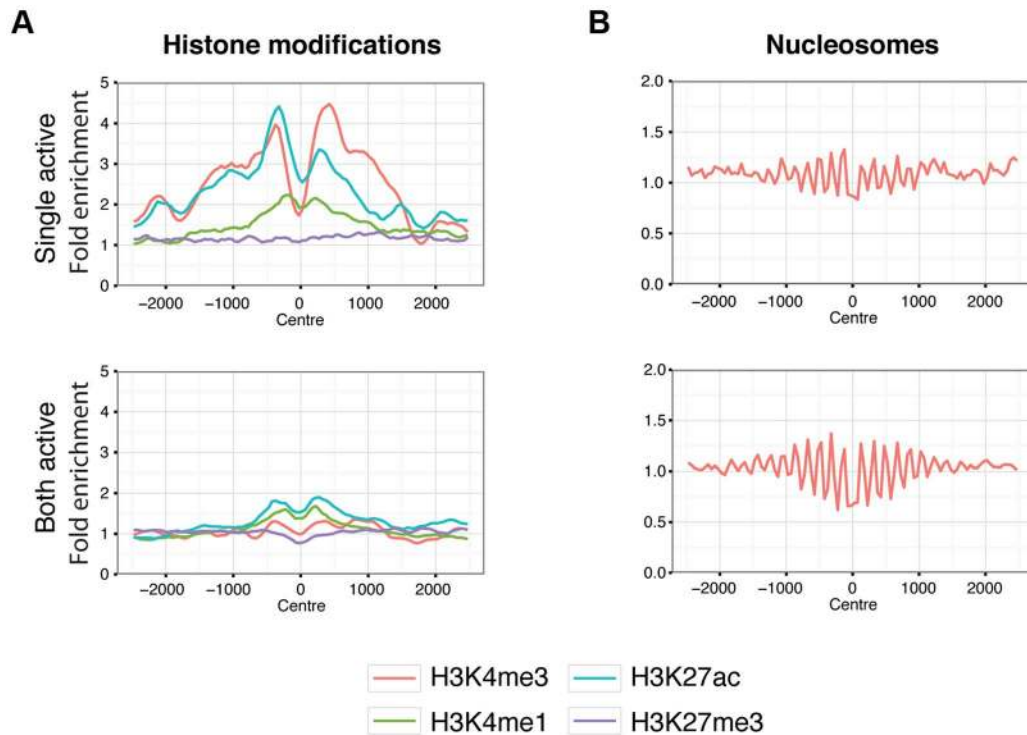 A
Histone modifications
B
Nucleosomes
Single active
Fold enrichment
5
4
3
2
1
0
−2000 −1000 0 1000 2000
Centre
2.0
1.5
1.0
0.5
0.0
−2000 −1000 0 1000 2000
Centre
Both active
Fold enrichment
5
4
3
2
1
0
−2000 −1000 0 1000 2000
Centre
2.0
1.5
1.0
0.5
0.0
−2000 −1000 0 1000 2000
Centre
H3K4me3 H3K27ac
H3K4me1 H3K27me3